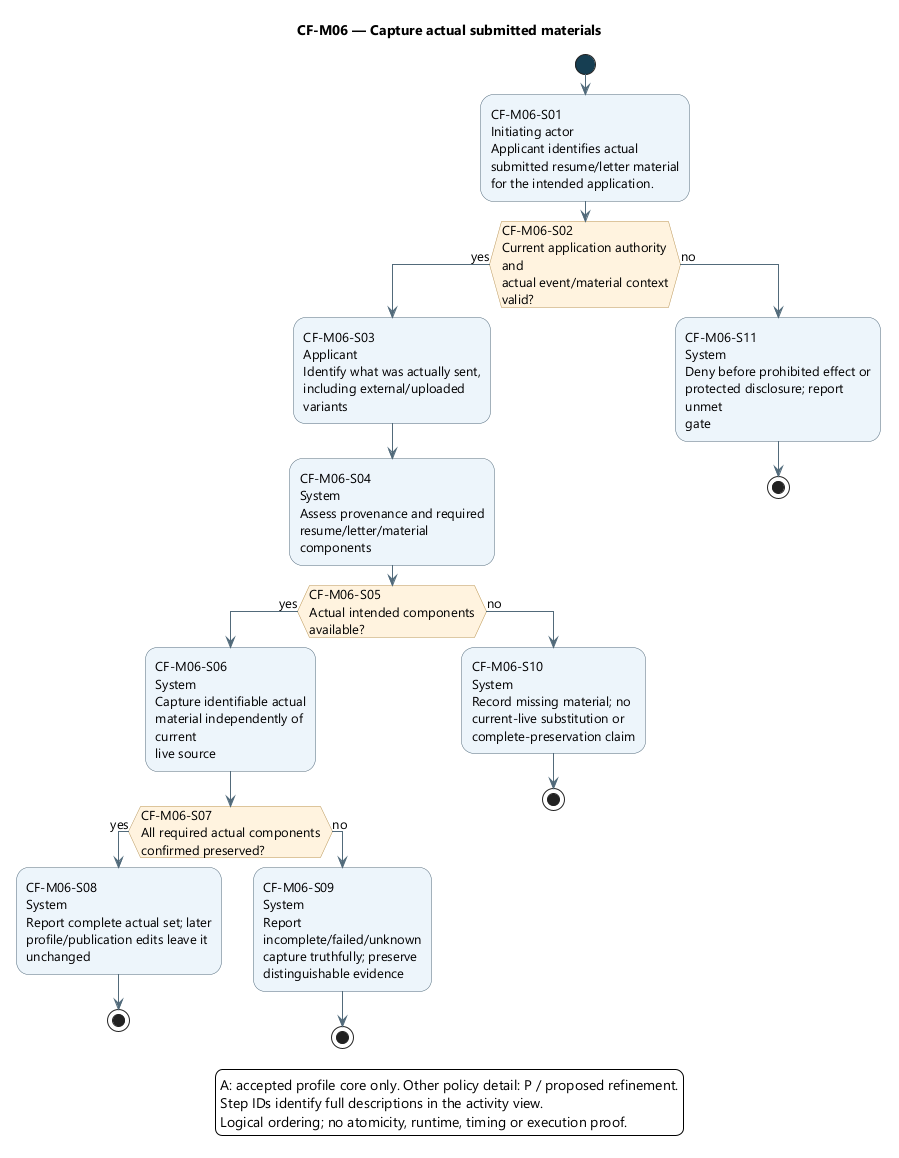 CF-M06 — Capture actual submitted materials
CF-M06-S01
Initiating actor
Applicant identifies actual
submitted resume/letter material
for the intended application.
CF-M06-S02
Current application authority
and
actual event/material context
valid?
yes
no
CF-M06-S03
Applicant
Identify what was actually sent,
including external/uploaded
variants
CF-M06-S11
System
Deny before prohibited effect or
protected disclosure; report
unmet
gate
CF-M06-S04
System
Assess provenance and required
resume/letter/material
components
CF-M06-S05
Actual intended components
available?
yes
no
CF-M06-S06
System
Capture identifiable actual
material independently of
current
live source
CF-M06-S10
System
Record missing material; no
current-live substitution or
complete-preservation claim
CF-M06-S07
All required actual components
confirmed preserved?
yes
no
CF-M06-S08
System
Report complete actual set; later
profile/publication edits leave it
unchanged
CF-M06-S09
System
Report
incomplete/failed/unknown
capture truthfully; preserve
distinguishable evidence
A: accepted profile core only. Other policy detail: P / proposed refinement.
Step IDs identify full descriptions in the activity view.
Logical ordering; no atomicity, runtime, timing or execution proof.